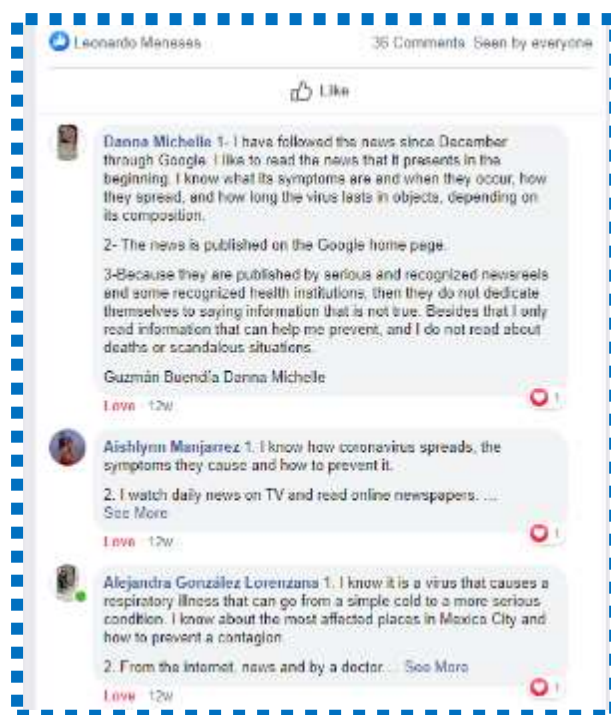 Leonardo Meneses
36 Comments Seen by everyone
Like
Danna Michelle 1- I have followed the news since December
through Google. I like to read the news that it presents in the
beginning. I know what its symptoms are and when they occur, how
they spread, and how long the virus lasts in objects, depending on
its composition.
2- The news is published on the Google home page.
3-Because they are published by serious and recognized newsreels
and some recognized health institutions, then they do not dedicate
themselves to saying information that is not true. Besides that I only
read information that can help me prevent, and I do not read about
deaths or scandalous situations.
Guzmán Buendía Danna Michelle
Love 12w
1
Aishlynn Manjarrez 1. I know how coronavirus spreads, the
symptoms they cause and how to prevent it.
2. I watch daily news on TV and read online newspapers. ...
See More
Love 12w
1
Alejandra González Lorenzana 1. I know it is a virus that causes a
respiratory illness that can go from a simple cold to a more serious
condition. I know about the most affected places in Mexico City and
how to prevent a contagion
2. From the internet, news and by a doctor... See More
Love 12w
1